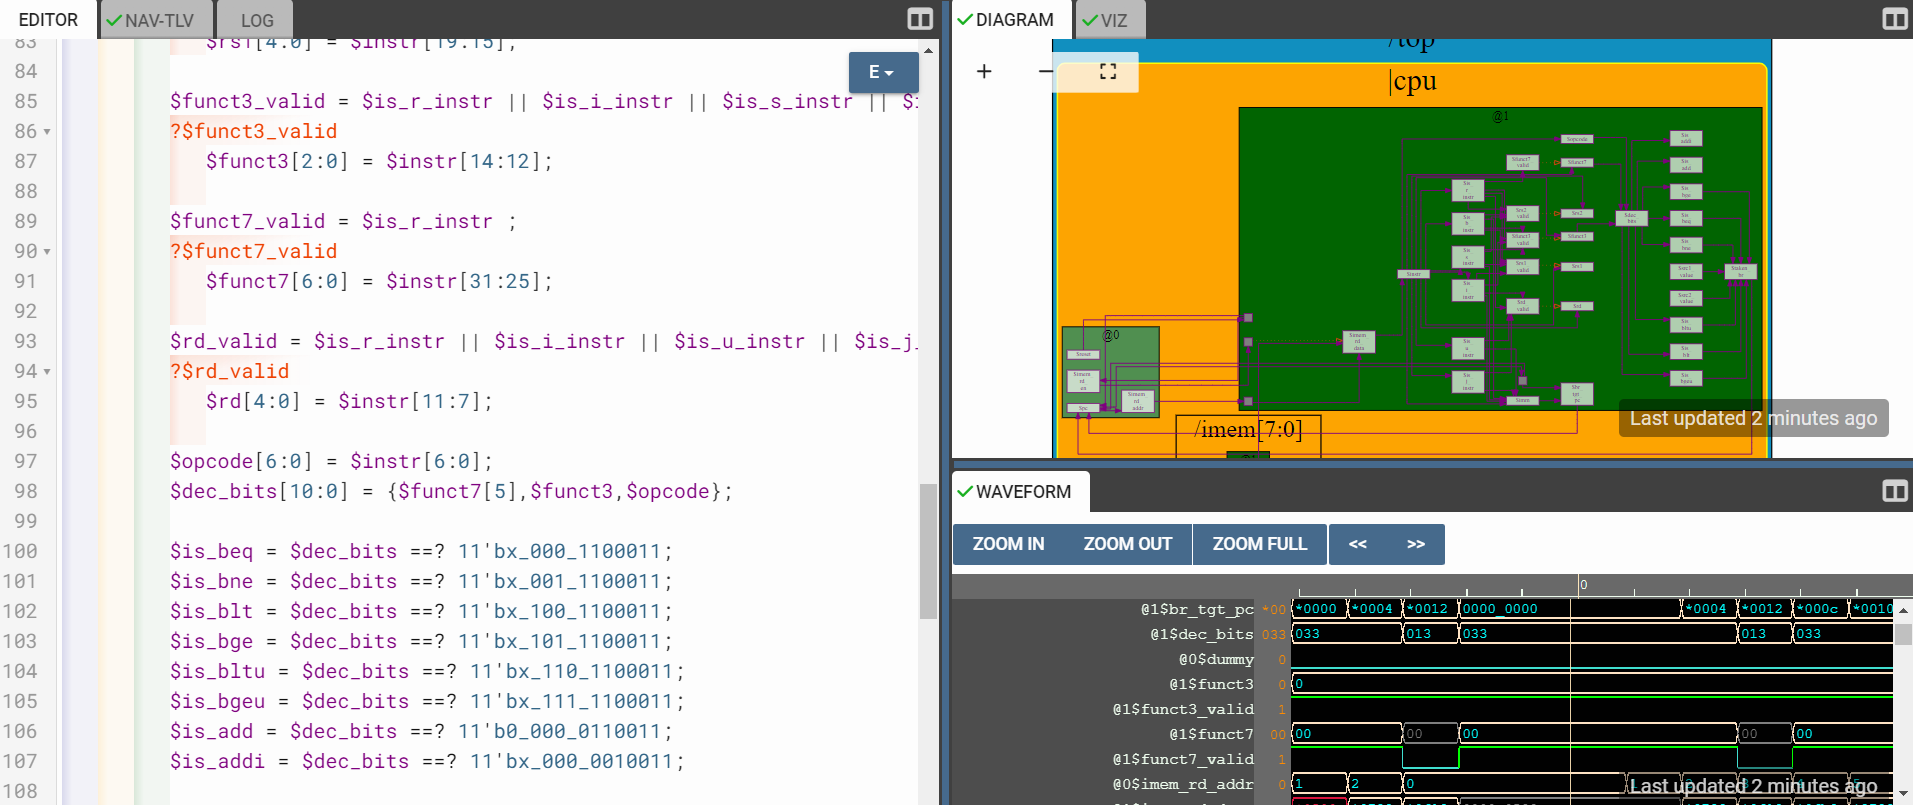 EDITOR
NAV-TLV
LOG
E
83 $rs1[4:0] = $instr[19:15];
84
85 $funct3_valid = $is_r_instr || $is_i_instr || $is_s_instr || $i
86 ?$funct3_valid
87 $funct3[2:0] = $instr[14:12];
88
89 $funct7_valid = $is_r_instr ;
90 ?$funct7_valid
91 $funct7[6:0] = $instr[31:25];
92
93 $rd_valid = $is_r_instr || $is_i_instr || $is_u_instr || $is_j_
94 ?$rd_valid
95 $rd[4:0] = $instr[11:7];
96
97 $opcode[6:0] = $instr[6:0];
98 $dec_bits[10:0] = {$funct7[5],$funct3,$opcode};
99
100 $is_beq = $dec_bits ==? 11'bx_000_1100011;
101 $is_bne = $dec_bits ==? 11'bx_001_1100011;
102 $is_blt = $dec_bits ==? 11'bx_100_1100011;
103 $is_bge = $dec_bits ==? 11'bx_101_1100011;
104 $is_bltu = $dec_bits ==? 11'bx_110_1100011;
105 $is_bgeu = $dec_bits ==? 11'bx_111_1100011;
106 $is_add = $dec_bits ==? 11'b0_000_0110011;
107 $is_addi = $dec_bits ==? 11'bx_000_0010011;
108
DIAGRAM
VIZ
/top
|cpu
@1
@0
/imem[7:0]
@1
Last updated 2 minutes ago
WAVEFORM
ZOOM IN
ZOOM OUT
ZOOM FULL
<<
>>
0
@1$br_tgt_pc *00 *0000 *0004 *0012 0000_0000 *0004 *0012 *000c *0010
@1$dec_bits 033 033 013 033 013 033
@0$dummy 0
@1$funct3 0 0
@1$funct3_valid 1
@1$funct7 00 00 00 00 00 00
@1$funct7_valid 1
@0$imem_rd_addr 0 1 2 0
Last updated 2 minutes ago